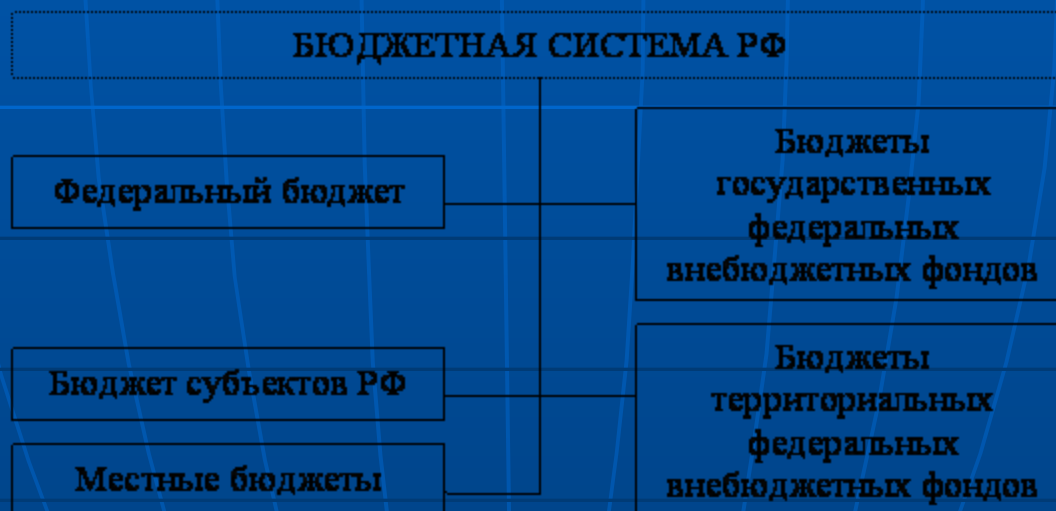 БЮДЖЕТНАЯ СИСТЕМА РФ
Федеральный бюджет
Бюджеты
государственных
федеральных
внебюджетных фондов
Бюджет субъектов РФ
Бюджеты
территориальных
федеральных
внебюджетных фондов
Местные бюджеты